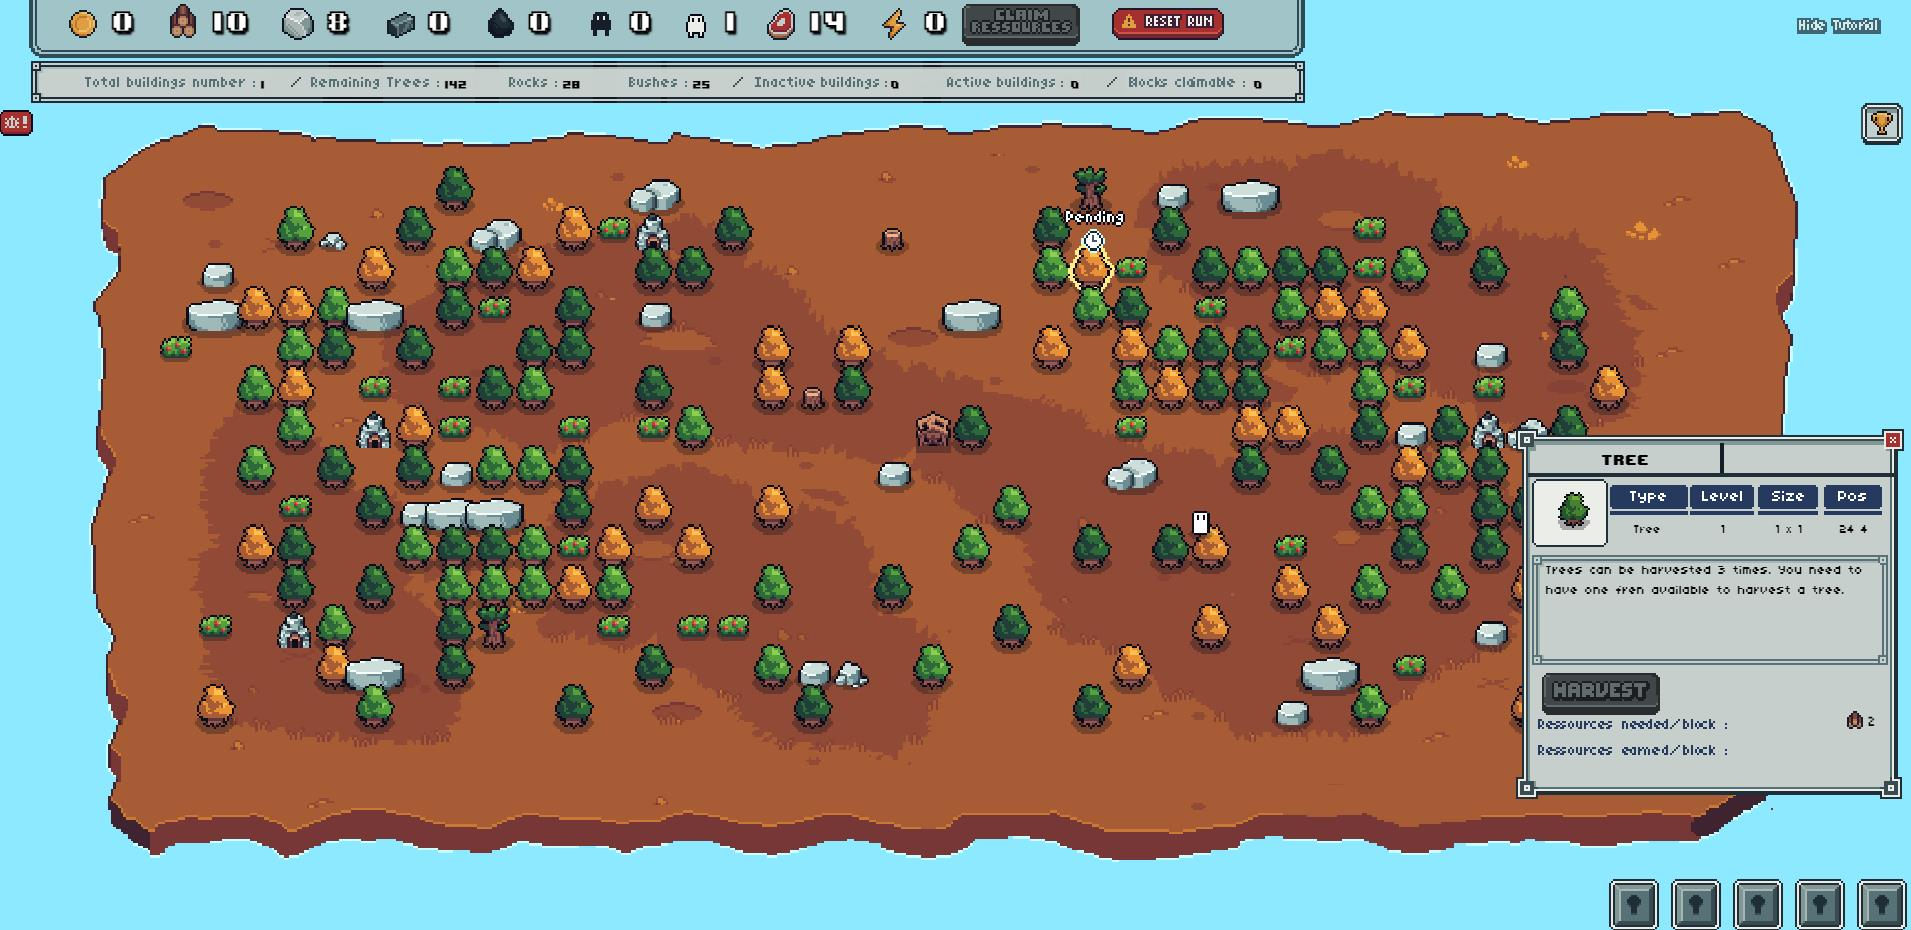 0 10 8 0 0 0 1 14 0 CLAIM RESSOURCES RESET RUN
Hide Tutorial
Total buildings number : 1 / Remaining Trees : 142 Rocks : 28 Bushes : 25 / Inactive buildings : 0 Active buildings : 0 / Blocks claimable : 0
Pending
TREE
Type Level Size Pos
Tree 1 1 x 1 24 4
Trees can be harvested 3 times. You need to
have one fren available to harvest a tree.
HARVEST
Ressources needed/block :
2
Ressources earned/block :